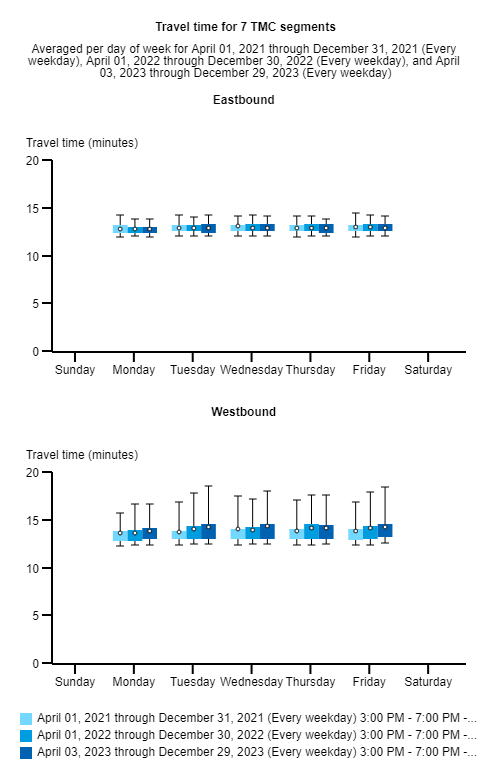 Travel time for 7 TMC segments
Averaged per day of week for April 01, 2021 through December 31, 2021 (Every
weekday), April 01, 2022 through December 30, 2022 (Every weekday), and April
03, 2023 through December 29, 2023 (Every weekday)
Eastbound
Travel time (minutes)
20
15
10
5
0
Sunday Monday Tuesday Wednesday Thursday Friday Saturday
Westbound
Travel time (minutes)
20
15
10
5
0
Sunday Monday Tuesday Wednesday Thursday Friday Saturday
April 01, 2021 through December 31, 2021 (Every weekday) 3:00 PM - 7:00 PM -...
April 01, 2022 through December 30, 2022 (Every weekday) 3:00 PM - 7:00 PM -...
April 03, 2023 through December 29, 2023 (Every weekday) 3:00 PM - 7:00 PM -...